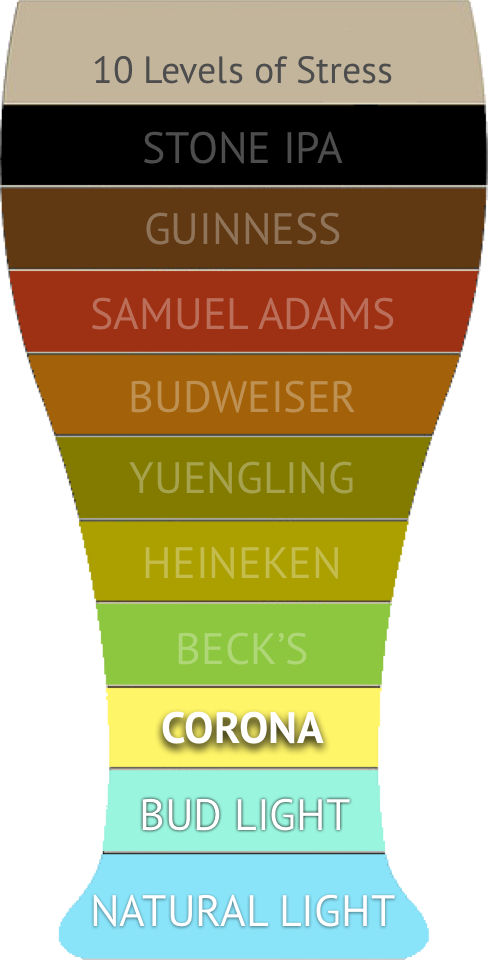 10 Levels of Stress
STONE IPA
GUINNESS
SAMUEL ADAMS
BUDWEISER
YUENGLING
HEINEKEN
BECK’S
CORONA
BUD LIGHT
NATURAL LIGHT